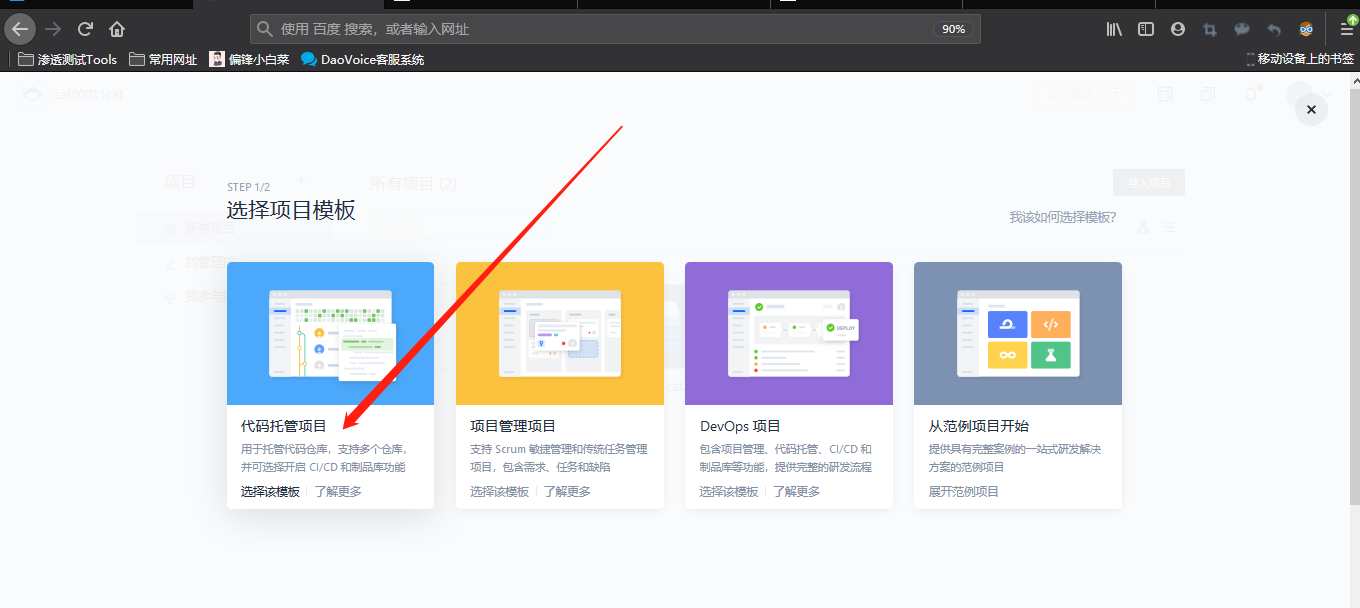 使用 百度 搜索，或者输入网址
90%
渗透测试Tools
常用网址
偏锋小白菜
DaoVoice客服系统
移动设备上的书签
cat00011cat
项目
所有项目 (2)
导入项目
STEP 1/2
选择项目模板
我该如何选择模板?
所有项目
我管理的
我参与
代码托管项目
用于托管代码仓库，支持多个仓库，
并可选择开启 CI/CD 和制品库功能
选择该模板
了解更多
项目管理项目
支持 Scrum 敏捷管理和传统任务管理
项目，包含需求、任务和缺陷
选择该模板
了解更多
DevOps 项目
包含项目管理、代码托管、CI/CD 和
制品库等功能，提供完整的研发流程
选择该模板
了解更多
DEPLOY
从范例项目开始
提供具有完整案例的一站式研发解决
方案的范例项目
展开范例项目